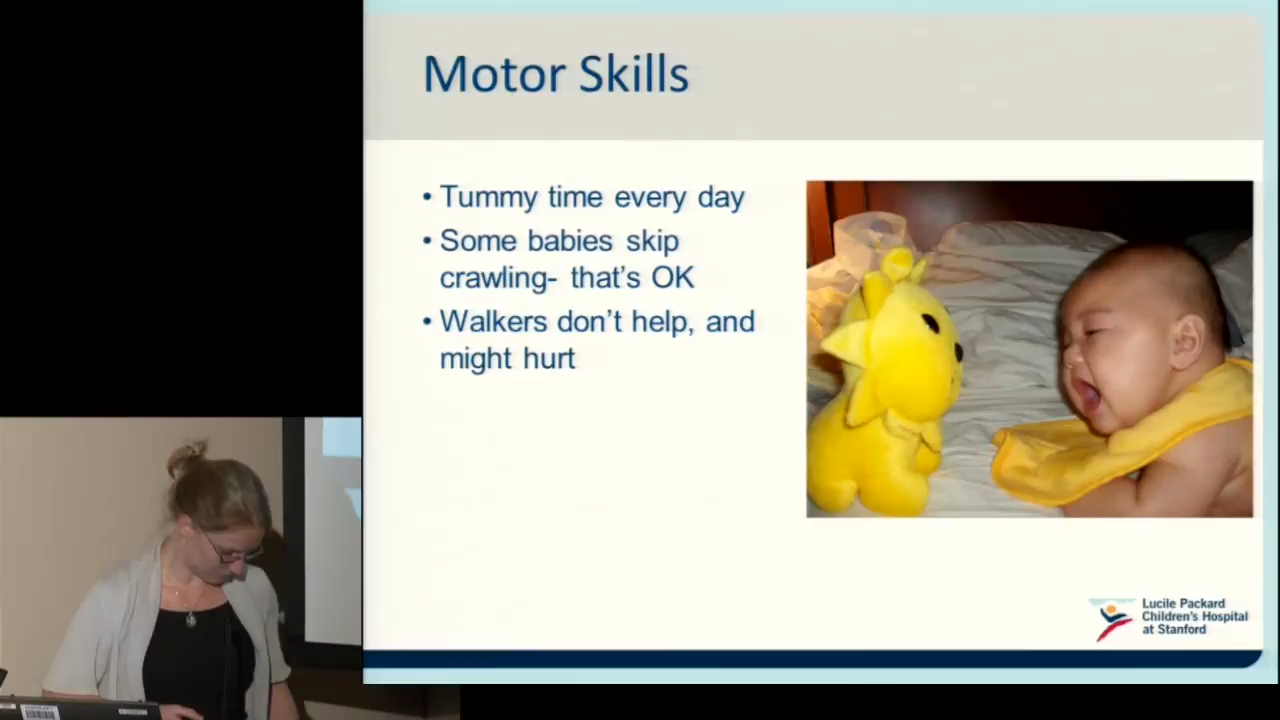 Motor Skills
• Tummy time every day
• Some babies skip
crawling- that's OK
• Walkers don't help, and
might hurt
Lucile Packard
Children's Hospital
at Stanford